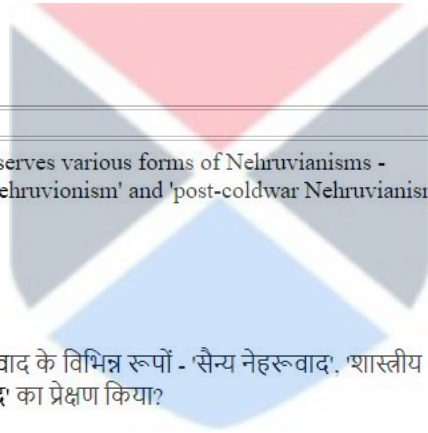 serves various forms of Nehruvianisms -
ehruvionism' and 'post-coldwar Nehruvianism
वाद के विभिन्न रूपों - 'सैन्य नेहरूवाद', 'शास्त्रीय
का प्रेक्षण किया?